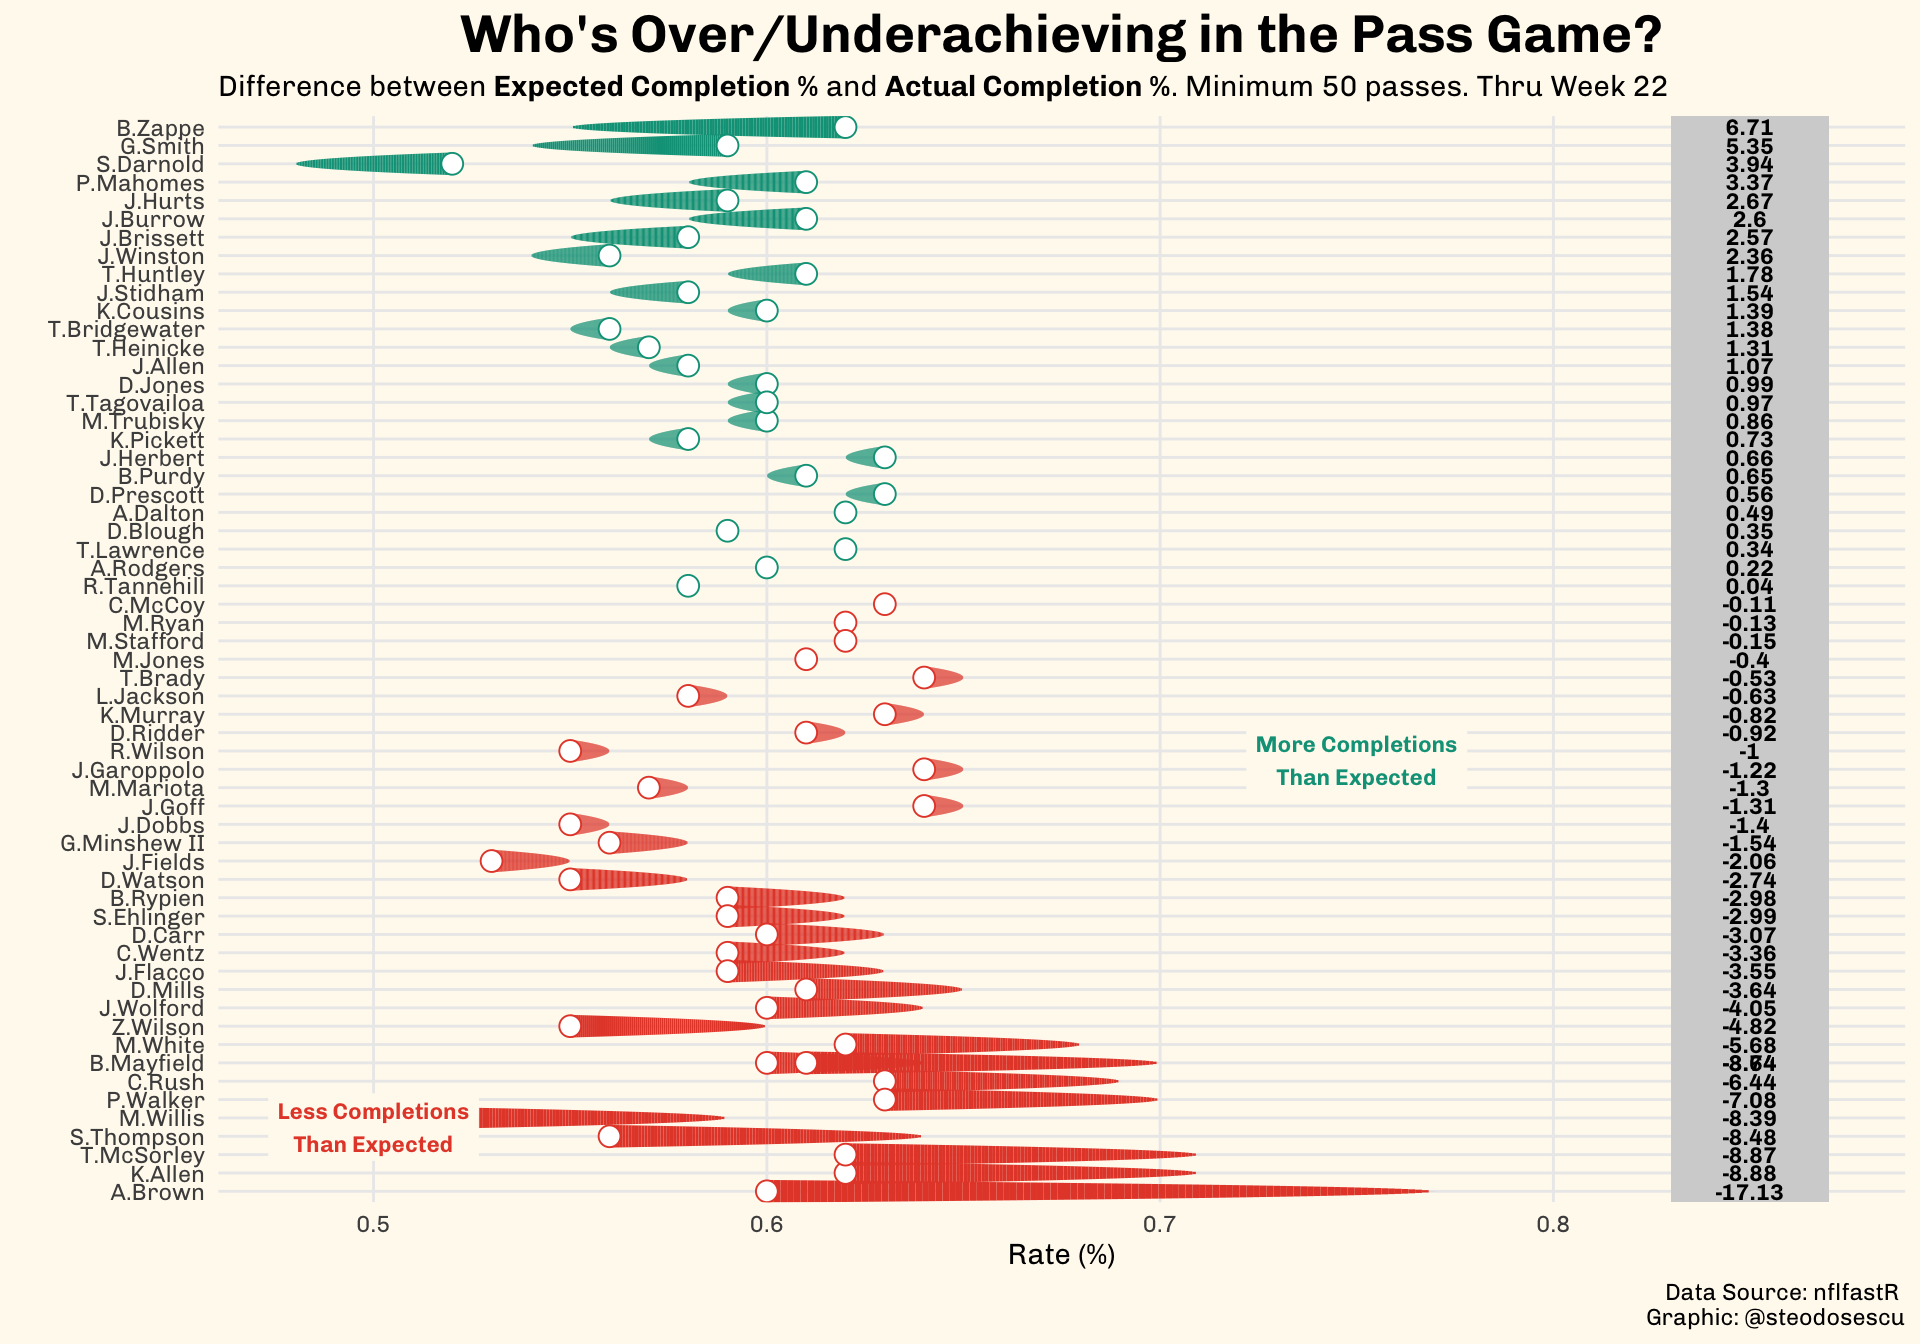 Who's Over/Underachieving in the Pass Game?
Difference between Expected Completion % and Actual Completion %. Minimum 50 passes. Thru Week 22
B.Zappe 6.71
G.Smith 5.35
S.Darnold 3.94
P.Mahomes 3.37
J.Hurts 2.67
J.Burrow 2.6
J.Brissett 2.57
J.Winston 2.36
T.Huntley 1.78
J.Stidham 1.54
K.Cousins 1.39
T.Bridgewater 1.38
T.Heinicke 1.31
J.Allen 1.07
D.Jones 0.99
T.Tagovailoa 0.97
M.Trubisky 0.86
K.Pickett 0.73
J.Herbert 0.66
B.Purdy 0.65
D.Prescott 0.56
A.Dalton 0.49
D.Blough 0.35
T.Lawrence 0.34
A.Rodgers 0.22
R.Tannehill 0.04
C.McCoy -0.11
M.Ryan -0.13
M.Stafford -0.15
M.Jones -0.4
T.Brady -0.53
L.Jackson -0.63
K.Murray -0.82
D.Ridder -0.92
R.Wilson -1
More Completions
Than Expected
J.Garoppolo -1.22
M.Mariota -1.3
J.Goff -1.31
J.Dobbs -1.4
G.Minshew II -1.54
J.Fields -2.06
D.Watson -2.74
B.Rypien -2.98
S.Ehlinger -2.99
D.Carr -3.07
C.Wentz -3.36
J.Flacco -3.55
D.Mills -3.64
J.Wolford -4.05
Z.Wilson -4.82
M.White -5.68
B.Mayfield
C.Rush -6.44
P.Walker -7.08
Less Completions
Than Expected
M.Willis -8.39
S.Thompson -8.48
T.McSorley -8.87
K.Allen -8.88
A.Brown -17.13
0.5 0.6 0.7 0.8
Rate (%)
Data Source: nflfastR
Graphic: @steodosescu